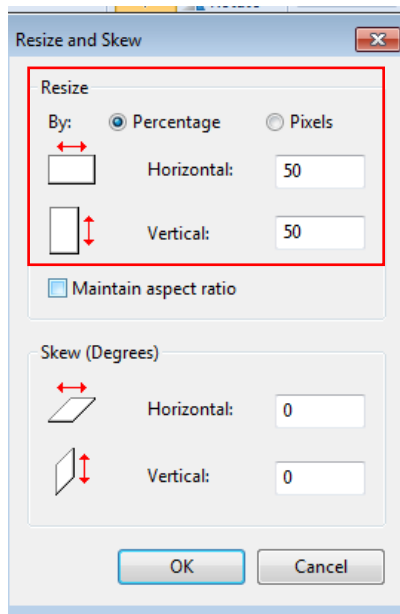 Rotate
Resize and Skew
Resize
By: Percentage Pixels
Horizontal: 50
Vertical: 50
Maintain aspect ratio
Skew (Degrees)
Horizontal: 0
Vertical: 0
OK Cancel